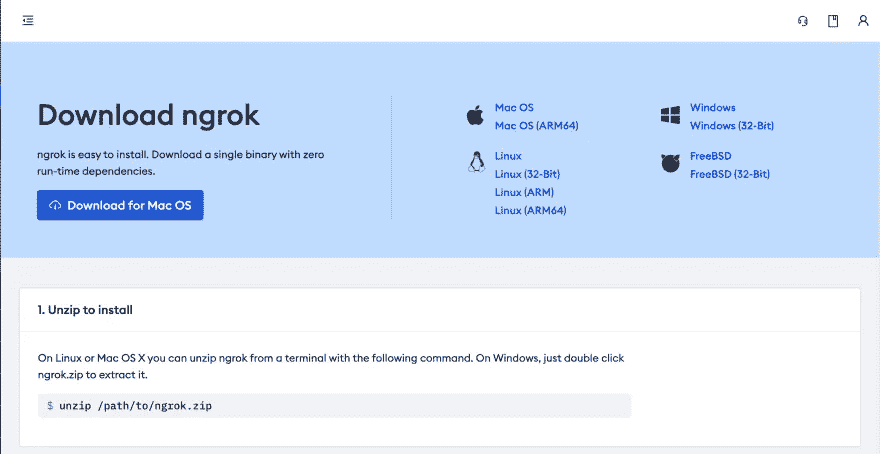 Download ngrok
ngrok is easy to install. Download a single binary with zero
run-time dependencies.
Download for Mac OS
Mac OS
Mac OS (ARM64)
Linux
Linux (32-Bit)
Linux (ARM)
Linux (ARM64)
Windows
Windows (32-Bit)
FreeBSD
FreeBSD (32-Bit)
1. Unzip to install
On Linux or Mac OS X you can unzip ngrok from a terminal with the following command. On Windows, just double click
ngrok.zip to extract it.
$ unzip /path/to/ngrok.zip